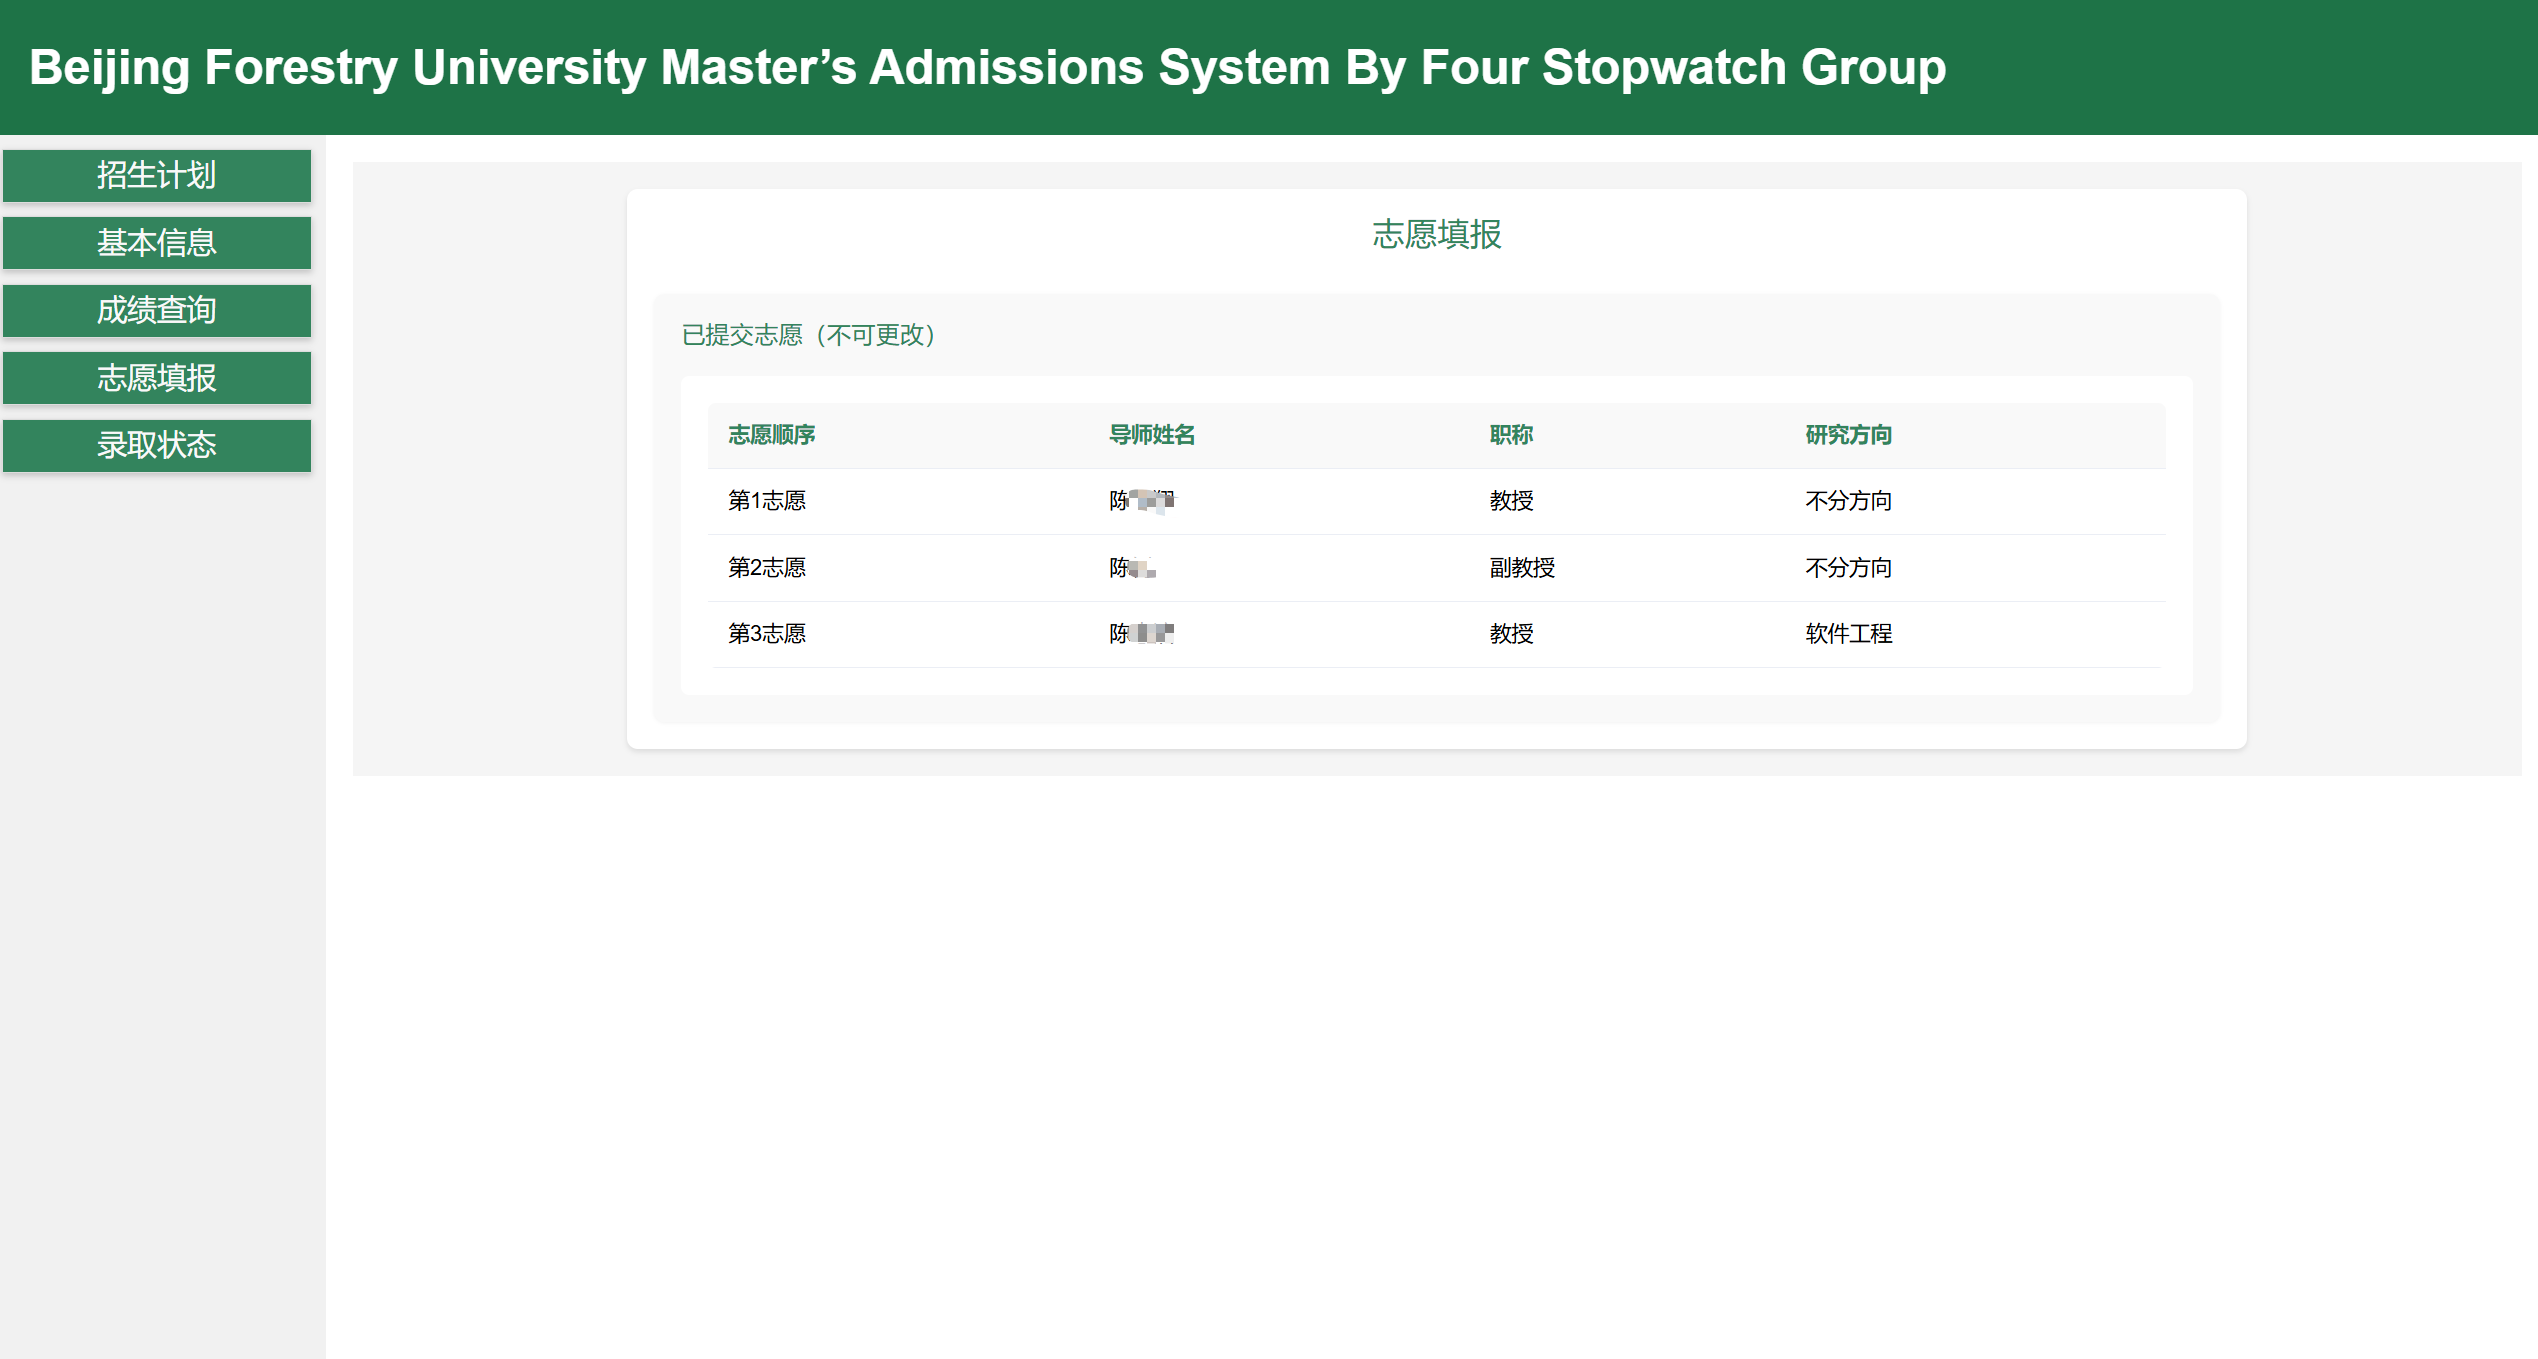 Beijing Forestry University Master’s Admissions System By Four Stopwatch Group
招生计划
基本信息
成绩查询
志愿填报
录取状态
志愿填报
已提交志愿（不可更改）
志愿顺序 导师姓名 职称 研究方向
第1志愿 陈 教授 不分方向
第2志愿 陈 副教授 不分方向
第3志愿 陈 教授 软件工程